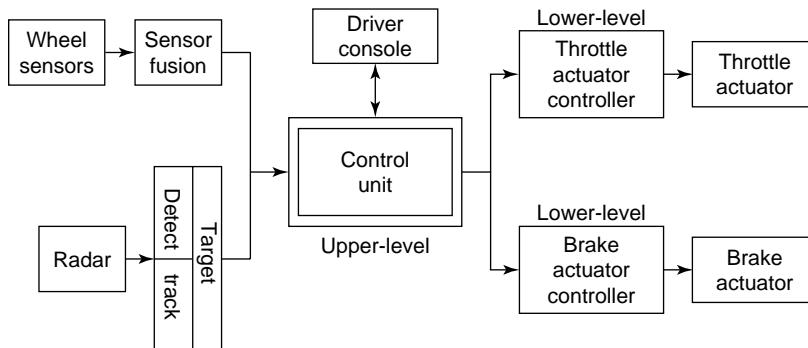 Wheel
sensors
Sensor
fusion
Driver
console
Lower-level
Throttle
actuator
controller
Throttle
actuator
Control
unit
Upper-level
Radar
Detect
track
Target
Lower-level
Brake
actuator
controller
Brake
actuator